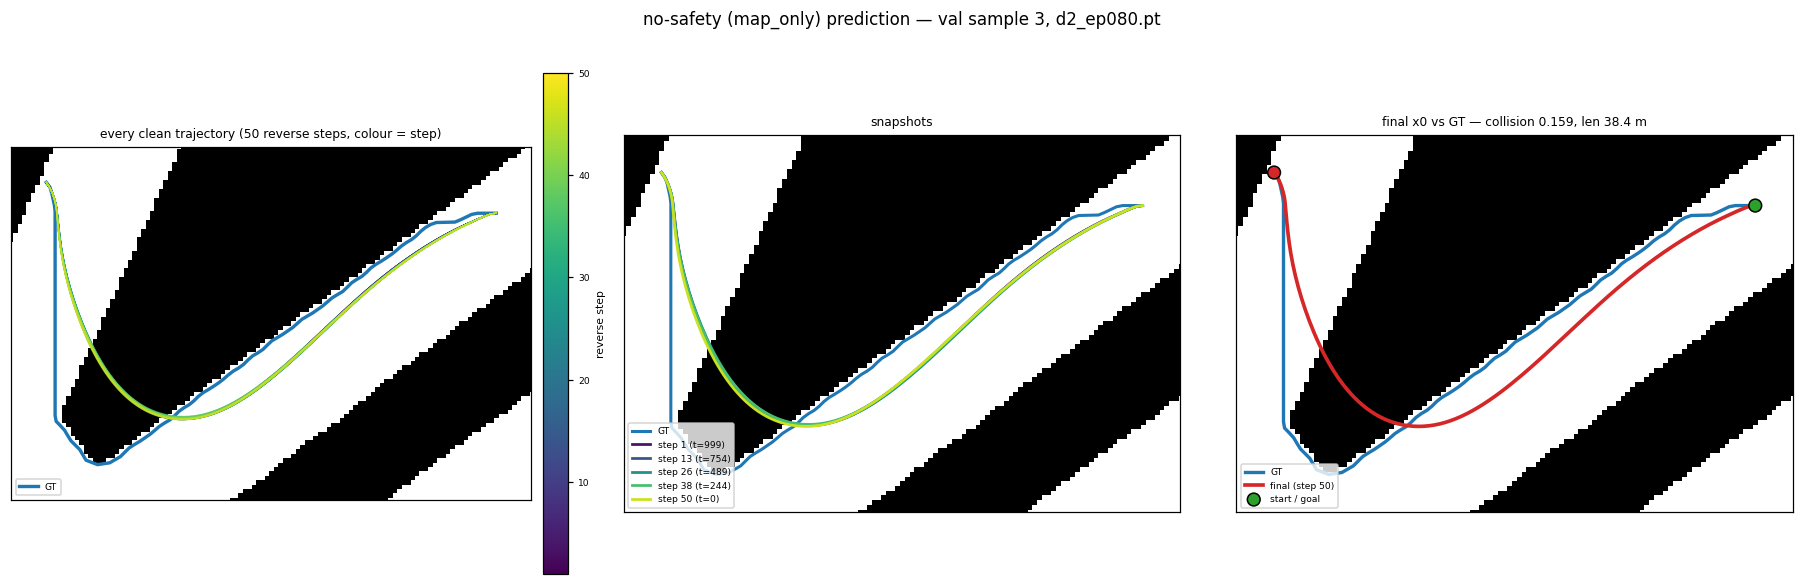 no-safety (map_only) prediction — val sample 3, d2_ep080.pt
every clean trajectory (50 reverse steps, colour = step)
GT
50
40
30
20
10
reverse step
snapshots
GT
step 1 (t=999)
step 13 (t=754)
step 26 (t=489)
step 38 (t=244)
step 50 (t=0)
final x0 vs GT — collision 0.159, len 38.4 m
GT
final (step 50)
start / goal